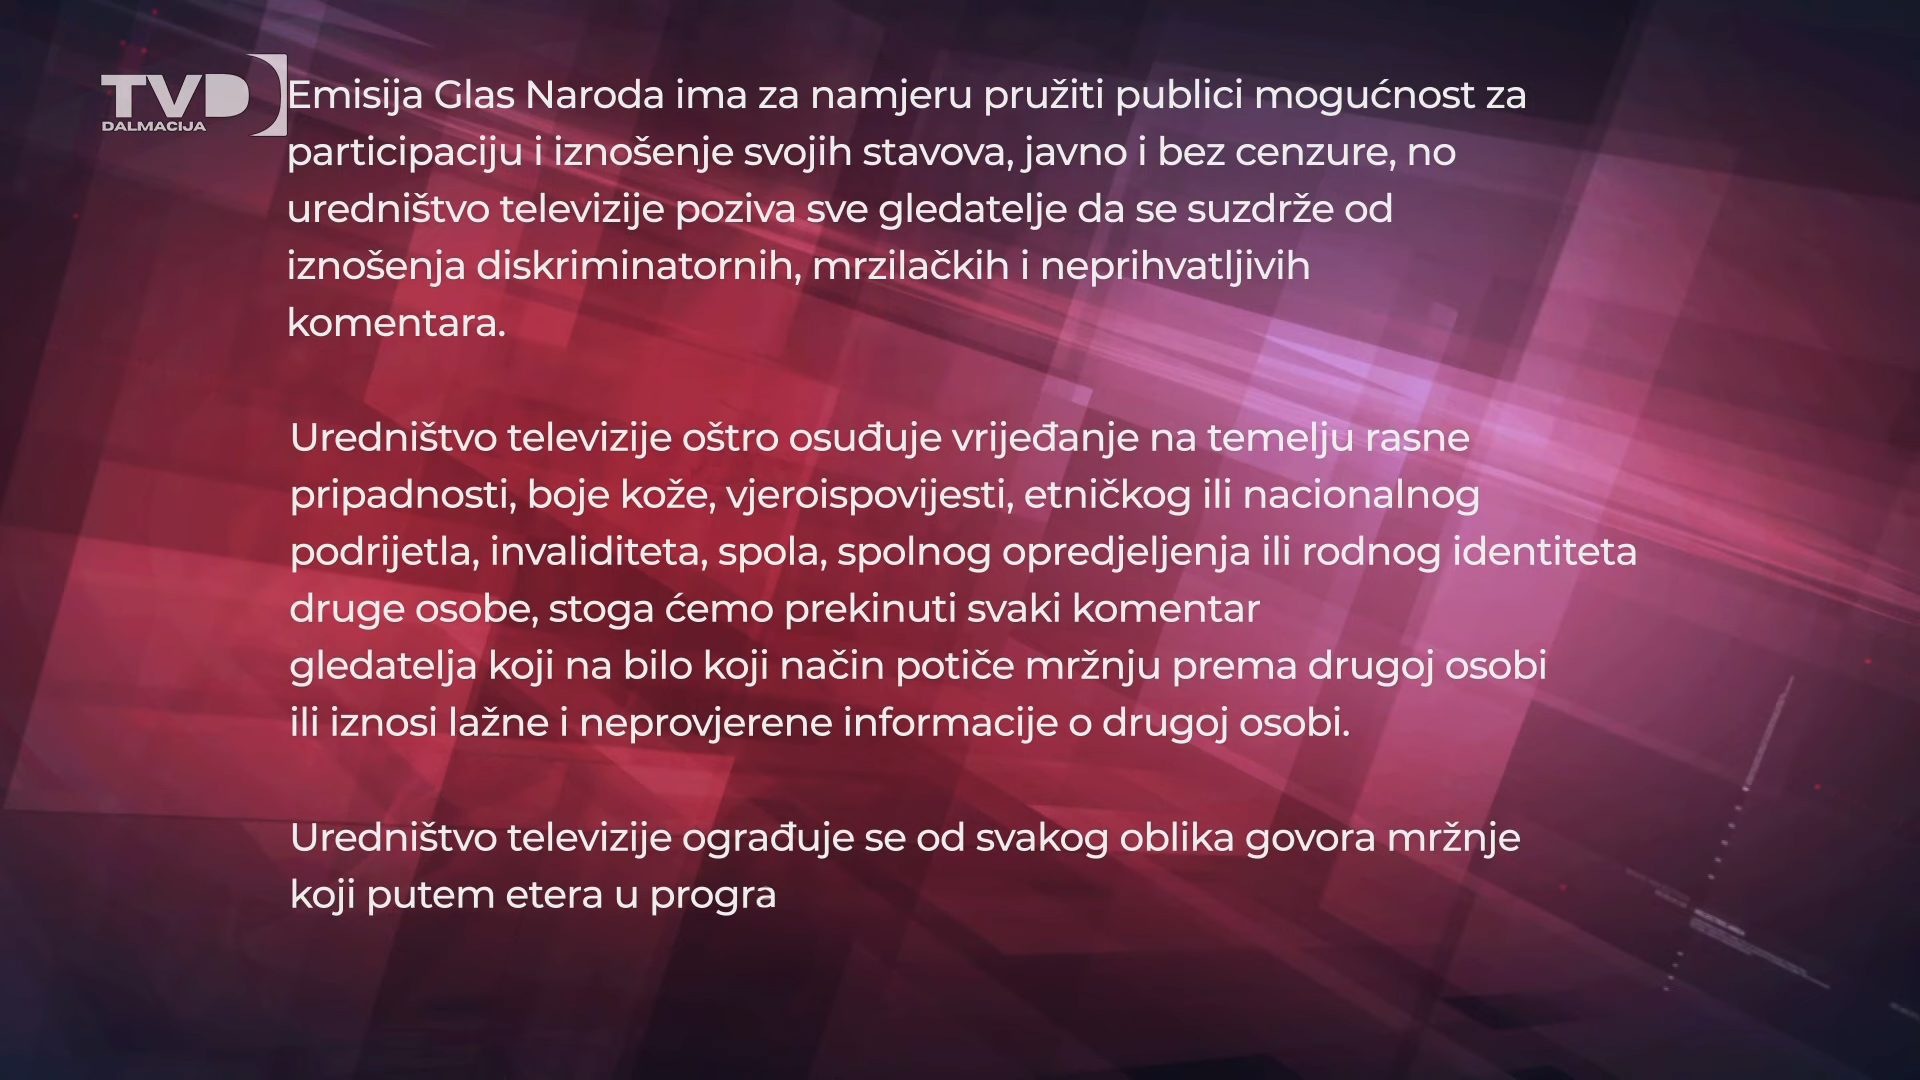 TVD
DALMACIJA
Emisija Glas Naroda ima za namjeru pružiti publici mogućnost za
participaciju i iznošenje svojih stavova, javno i bez cenzure, no
uredništvo televizije poziva sve gledatelje da se suzdrže od
iznošenja diskriminatornih, mrzilačkih i neprihvatljivih
komentara.
Uredništvo televizije oštro osuđuje vrijeđanje na temelju rasne
pripadnosti, boje kože, vjeroispovijesti, etničkog ili nacionalnog
podrijetla, invaliditeta, spola, spolnog opredjeljenja ili rodnog identiteta
druge osobe, stoga ćemo prekinuti svaki komentar
gledatelja koji na bilo koji način potiče mržnju prema drugoj osobi
ili iznosi lažne i neprovjerene informacije o drugoj osobi.
Uredništvo televizije ograđuje se od svakog oblika govora mržnje
koji putem etera u progra